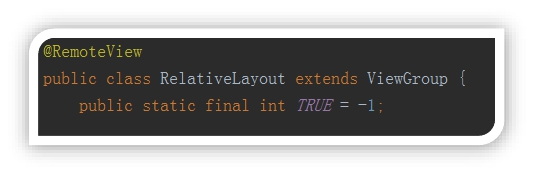 @RemoteView
public class RelativeLayout extends ViewGroup {
public static final int TRUE = -1;